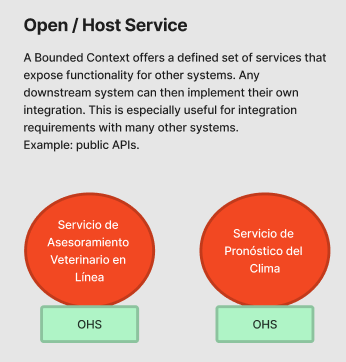 Open / Host Service
A Bounded Context offers a defined set of services that
expose functionality for other systems. Any
downstream system can then implement their own
integration. This is especially useful for integration
requirements with many other systems.
Example: public APIs.
Servicio de
Asesoramiento
Veterinario en
Línea
OHS
Servicio de
Pronóstico del
Clima
OHS